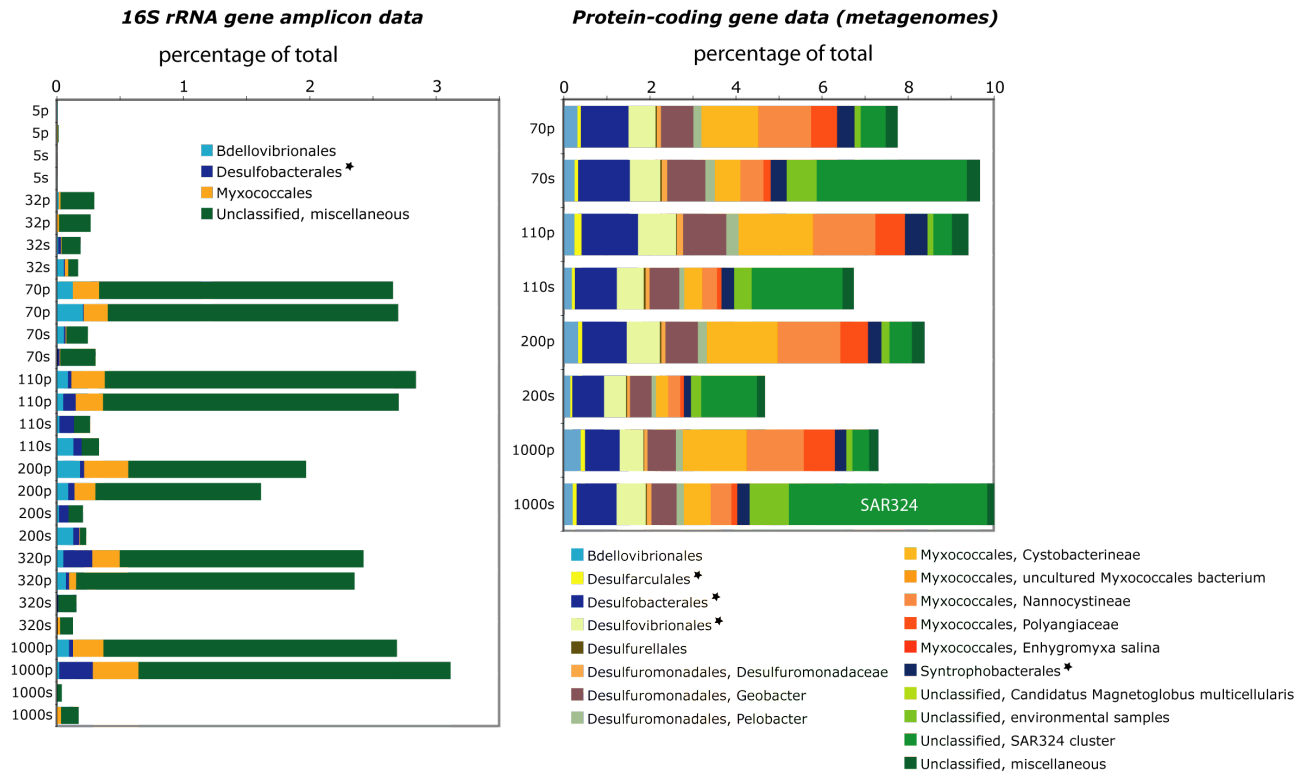 16S rRNA gene amplicon data
percentage of total
0 1 2 3
5p
5p
5s
5s
32p
32p
32s
32s
70p
70p
70s
70s
110p
110p
110s
110s
200p
200p
200s
200s
320p
320p
320s
320s
1000p
1000p
1000s
1000s
Bdellovibrionales
Desulfobacterales ★
Myxococcales
Unclassified, miscellaneous
Protein-coding gene data (metagenomes)
percentage of total
0 2 4 6 8 10
70p
70s
110p
110s
200p
200s
1000p
1000s
SAR324
Bdellovibrionales
Desulfarculales ★
Desulfobacterales ★
Desulfovibrionales ★
Desulfurellales
Desulfuromonadales, Desulfuromonadaceae
Desulfuromonadales, Geobacter
Desulfuromonadales, Pelobacter
Myxococcales, Cystobacterineae
Myxococcales, uncultured Myxococcales bacterium
Myxococcales, Nannocystineae
Myxococcales, Polyangiaceae
Myxococcales, Enhygromyxa salina
Syntrophobacterales ★
Unclassified, Candidatus Magnetoglobus multicellularis
Unclassified, environmental samples
Unclassified, SAR324 cluster
Unclassified, miscellaneous